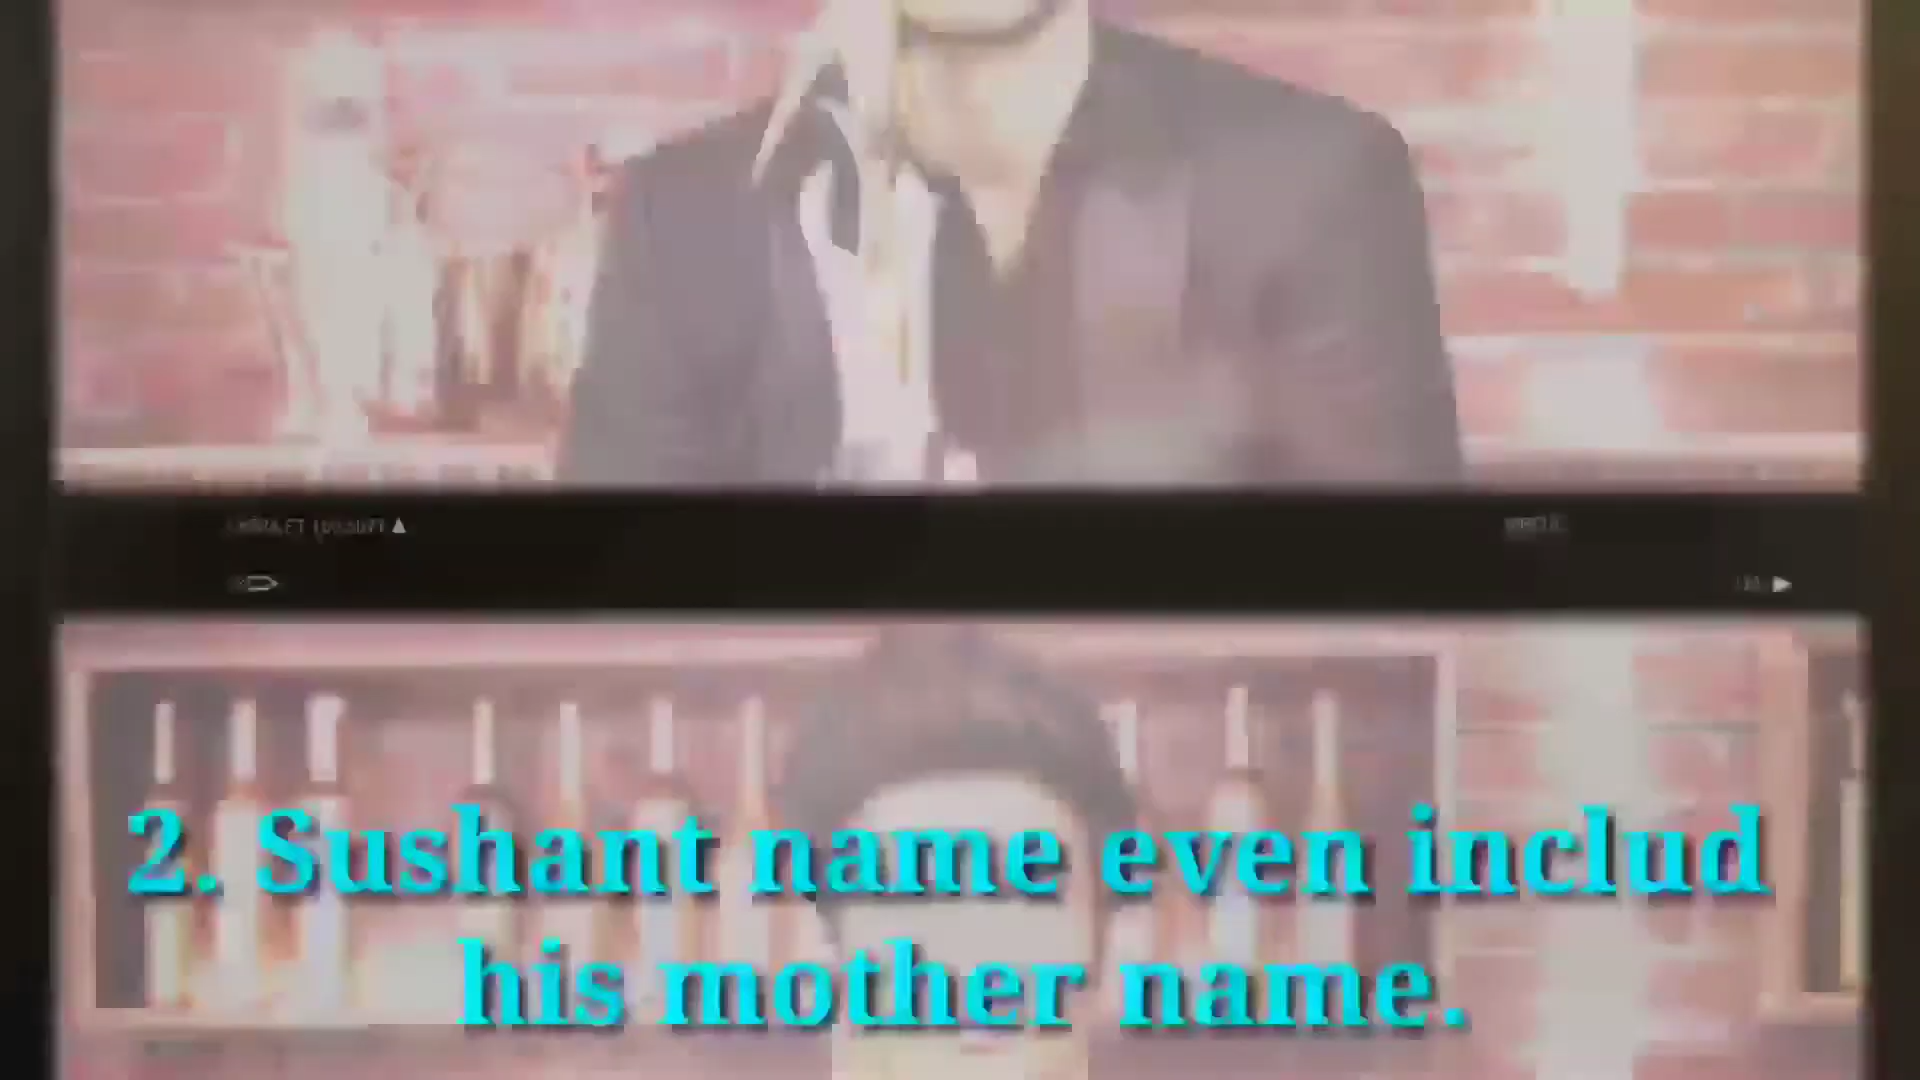 2. Sushant name even includ
his mother name.